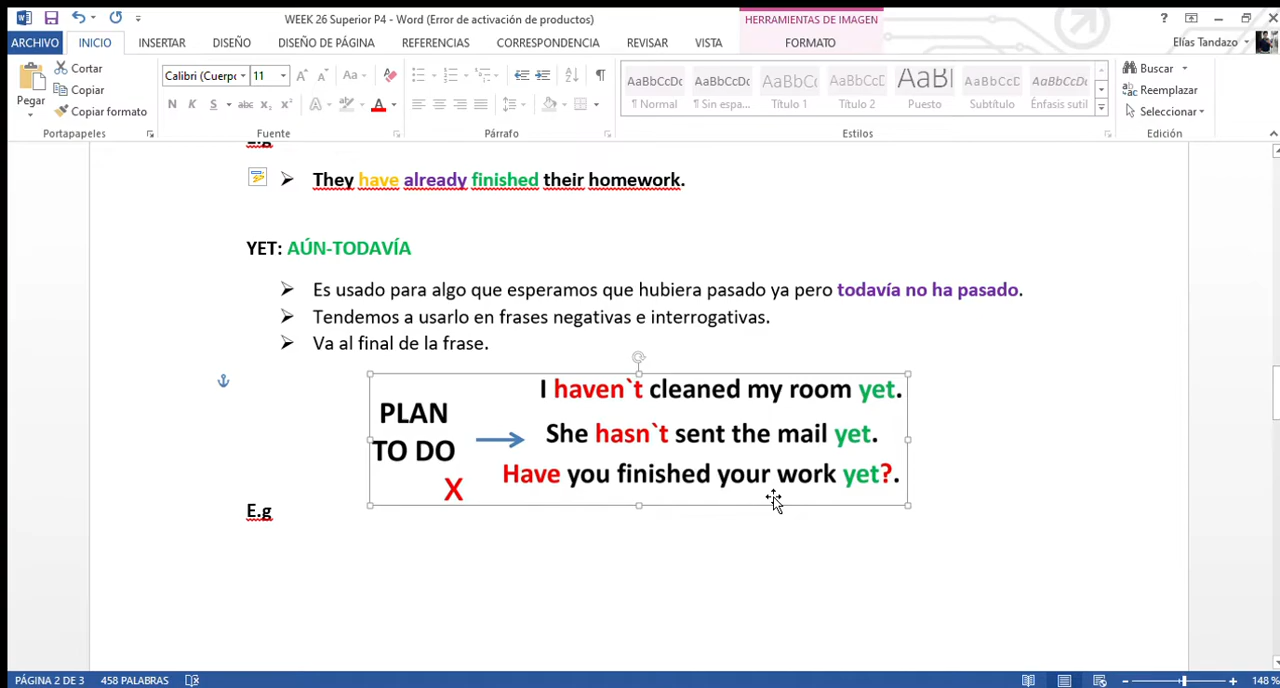 WEEK 26 Superior P4 - Word (Error de activación de productos)
HERRAMIENTAS DE IMAGEN
ARCHIVO INICIO INSERTAR DISEÑO DISEÑO DE PÁGINA REFERENCIAS CORRESPONDENCIA REVISAR VISTA FORMATO Elías Tandazo
Pegar
Cortar
Copiar
Copiar formato
Portapapeles
Calibri (Cuerpo 11
N K S abc x₂ x²
Fuente
Párrafo
AaBbCcDc AaBbCcDc AaBbCcD AaBbCcD AaBl AaBbCcD AaBbCcDc
¶ Normal ¶ Sin espa... Título 1 Título 2 Puesto Subtítulo Énfasis sutil
Estilos
Buscar
Reemplazar
Seleccionar
Edición
E.g
They have already finished their homework.
YET: AÚN-TODAVÍA
Es usado para algo que esperamos que hubiera pasado ya pero todavía no ha pasado.
Tendemos a usarlo en frases negativas e interrogativas.
Va al final de la frase.
PLAN
TO DO
X
I haven`t cleaned my room yet.
She hasn`t sent the mail yet.
Have you finished your work yet?.
E.g
PÁGINA 2 DE 3 458 PALABRAS 148 %